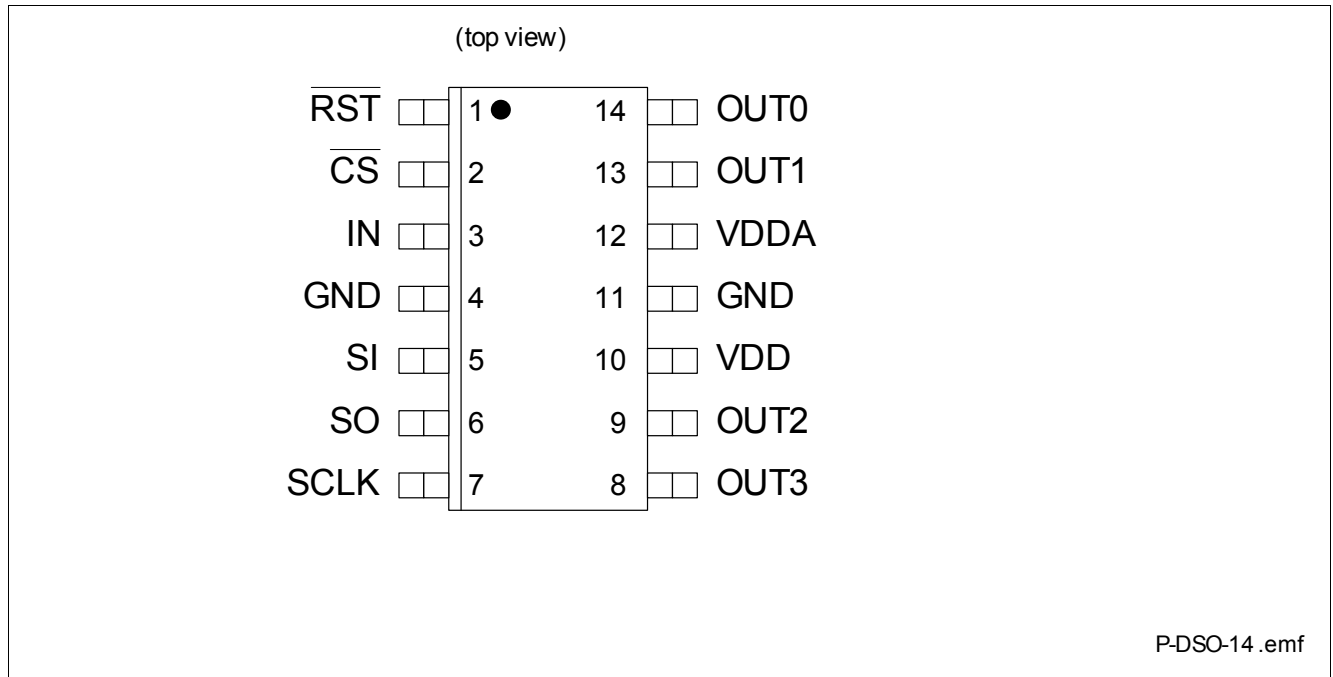 (top view)
RST 1 14 OUT0
CS 2 13 OUT1
IN 3 12 VDDA
GND 4 11 GND
SI 5 10 VDD
SO 6 9 OUT2
SCLK 7 8 OUT3
P-DSO-14.emf